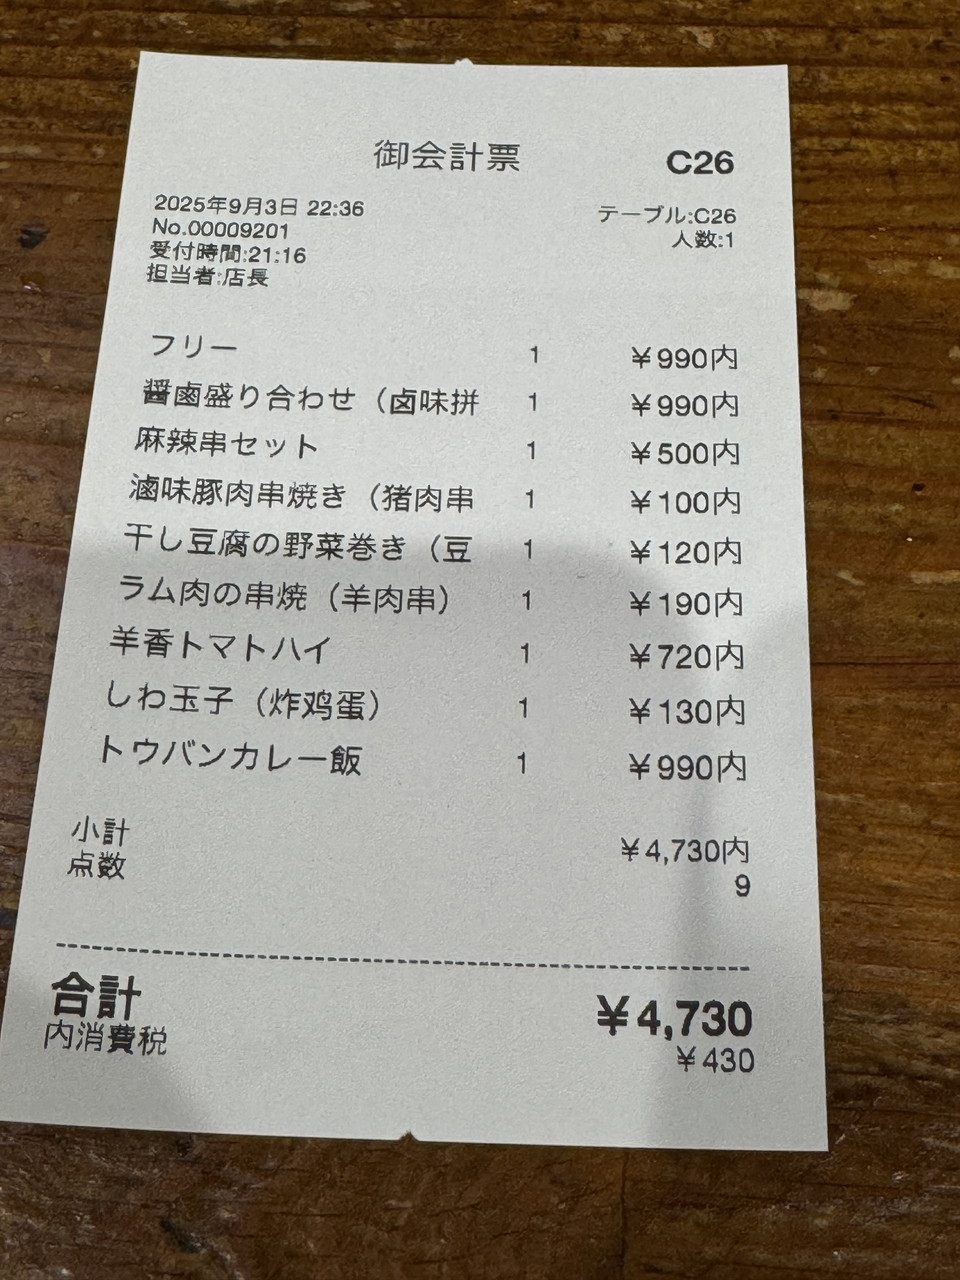 御会計票 C26
2025年9月3日 22:36
No.00009201
受付時間:21:16
担当者:店長
テーブル:C26
人数:1
フリー 1 ¥990内
醤鹵盛り合わせ（卤味拼 1 ¥990内
麻辣串セット 1 ¥500内
滷味豚肉串焼き（猪肉串 1 ¥100内
干し豆腐の野菜巻き（豆 1 ¥120内
ラム肉の串焼（羊肉串） 1 ¥190内
羊香トマトハイ 1 ¥720内
しわ玉子（炸鸡蛋） 1 ¥130内
トウバンカレー飯 1 ¥990内
小計 ¥4,730内
点数 9
合計 ¥4,730
内消費税 ¥430